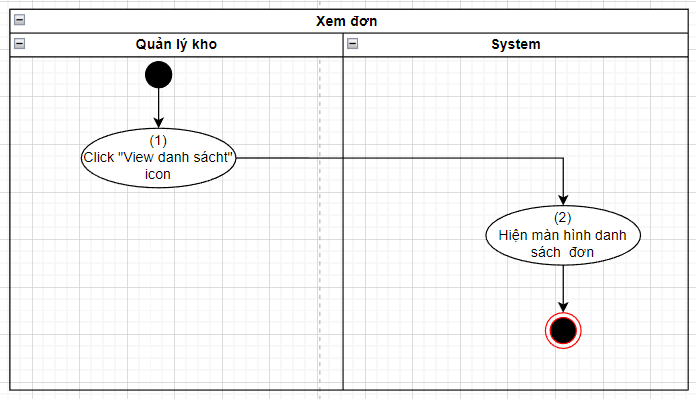 Xem đơn
Quản lý kho
System
(1)
Click "View danh sácht"
icon
(2)
Hiện màn hình danh
sách đơn